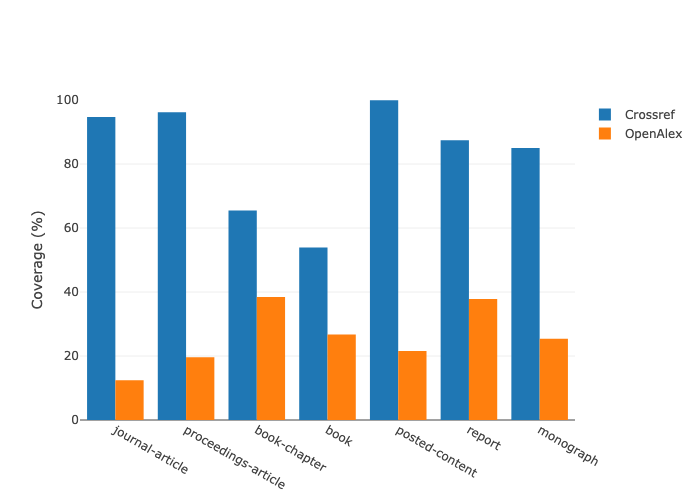 100
80
60
40
20
0
Coverage (%)
journal-article
proceedings-article
book-chapter
book
posted-content
report
monograph
Crossref
OpenAlex